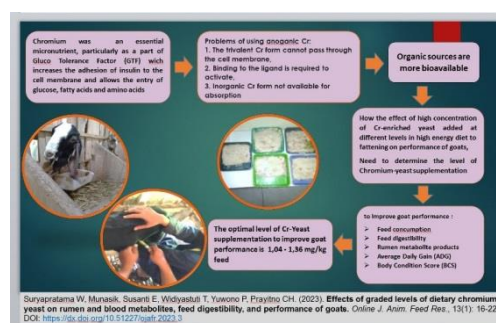 Chromium was an essential
micronutrient, particularly as a part of
Gluco Tolerance Factor (GTF) wich
increases the adhesion of insulin to the
cell membrane and allows the entry of
glucose, fatty acids and amino acids
Problems of using anoganic Cr:
1. The trivalent Cr form cannot pass through
the cell membrane,
2. Binding to the ligand is required to
activate,
3. Inorganic Cr form not available for
absorption
Organic sources are
more bioavailable
How the effect of high concentration
of Cr-enriched yeast added at
different levels in high energy diet to
fattening on performance of goats,
Need to determine the level of
Chromium-yeast supplementation
to improve goat performance :
➢ Feed consumption
➢ Feed digestibility
➢ Rumen metabolite products
➢ Average Daily Gain (ADG)
➢ Body Condition Score (BCS)
The optimal level of Cr-Yeast
supplementation to improve goat
performance is 1,04 - 1,36 mg/kg
feed
Suryapratama W, Munasik, Susanti E, Widiyastuti T, Yuwono P, Prayitno CH. (2023). Effects of graded levels of dietary chromium
yeast on rumen and blood metabolites, feed digestibility, and performance of goats. Online J. Anim. Feed Res., 13(1): 16-22
DOI: https://dx.doi.org/10.51227/ojafr.2023.3